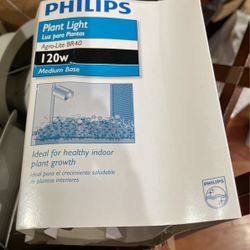 PHILIPS
Plant Light
Luz para Plantas
Agro-Lite BR40
120w
Medium Base
Ideal for healthy indoor
plant growth
Ideal para el crecimiento saludable
de plantas interiores
PHILIPS